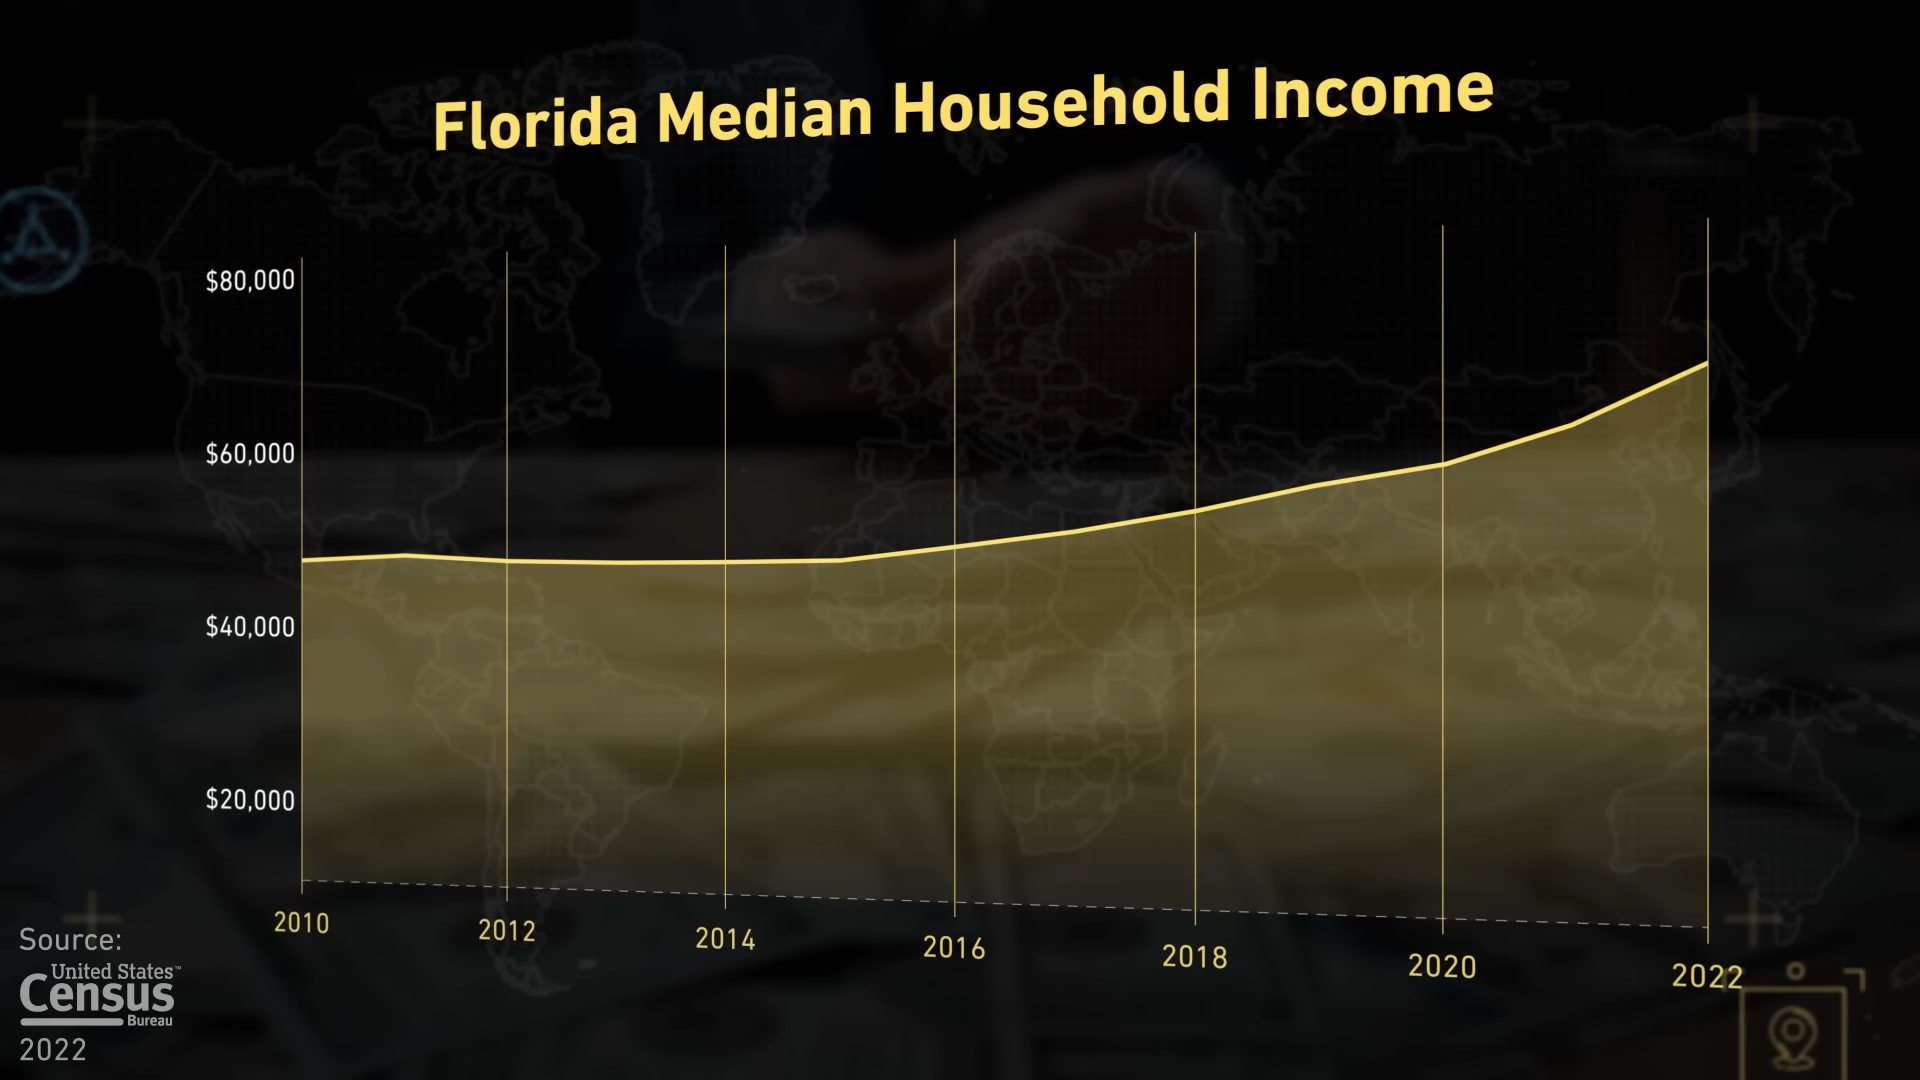 Florida Median Household Income
$80,000
$60,000
$40,000
$20,000
2010
2012
2014
2016
2018
2020
2022
Source:
United States™
Census
Bureau
2022